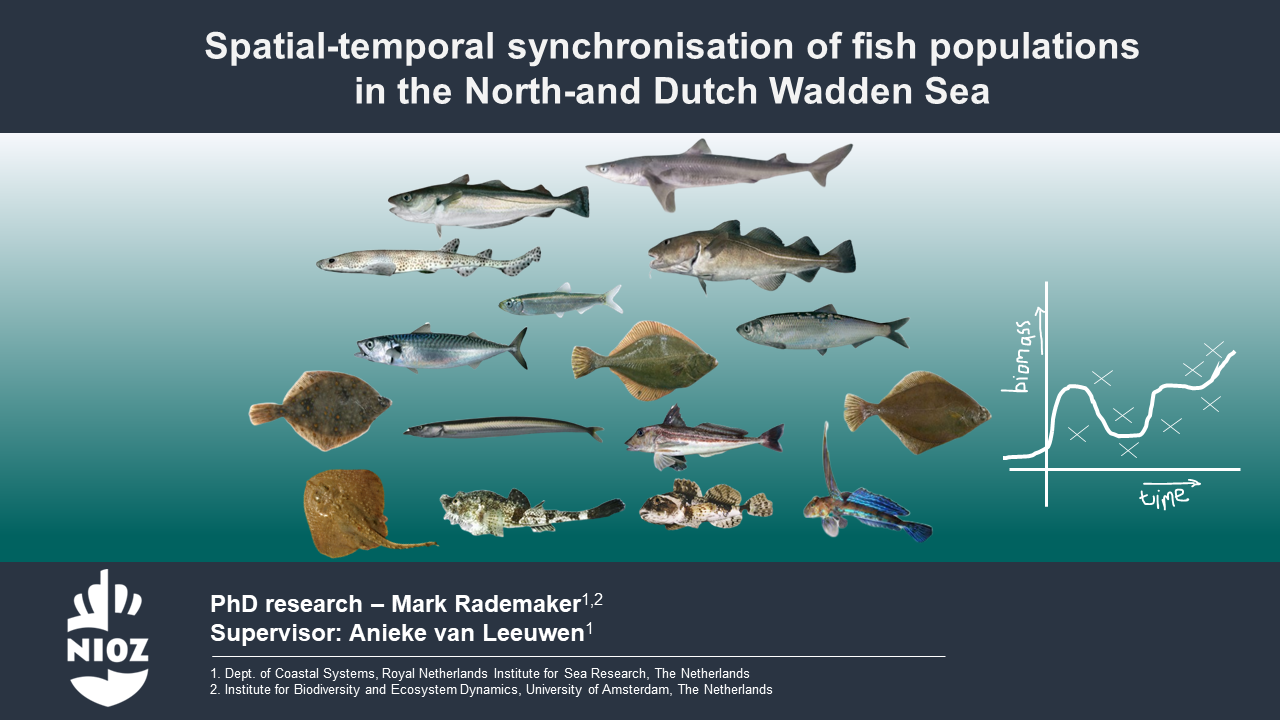 Spatial-temporal synchronisation of fish populations
in the North-and Dutch Wadden Sea
biomass
time
PhD research – Mark Rademaker1,2
Supervisor: Anieke van Leeuwen1
NIOZ
1. Dept. of Coastal Systems, Royal Netherlands Institute for Sea Research, The Netherlands
2. Institute for Biodiversity and Ecosystem Dynamics, University of Amsterdam, The Netherlands